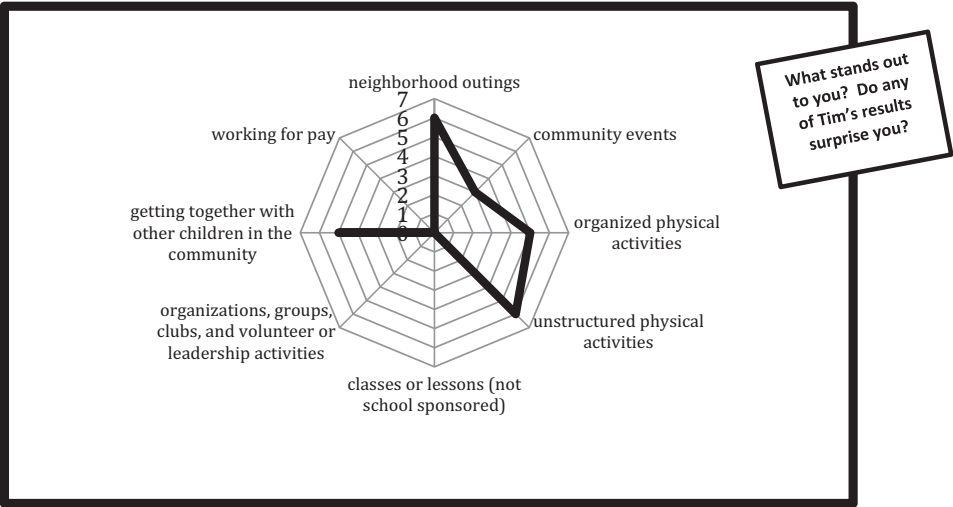 What stands out
to you? Do any
of Tim's results
surprise you?
neighborhood outings
7
6
5
4
3
2
1
0
working for pay
community events
getting together with
other children in the
community
organized physical
activities
organizations, groups,
clubs, and volunteer or
leadership activities
unstructured physical
activities
classes or lessons (not
school sponsored)